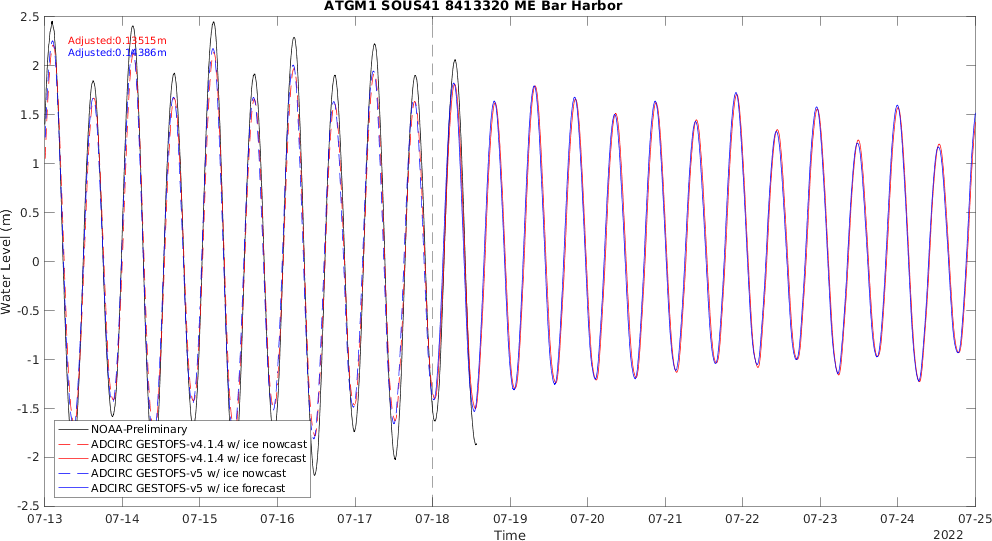 ATGM1 SOUS41 8413320 ME Bar Harbor
Adjusted:0.13515m
Adjusted:0.14386m
Water Level (m)
2.5
2
1.5
1
0.5
0
-0.5
-1
-1.5
-2
-2.5
NOAA-Preliminary
ADCIRC GESTOFS-v4.1.4 w/ ice nowcast
ADCIRC GESTOFS-v4.1.4 w/ ice forecast
ADCIRC GESTOFS-v5 w/ ice nowcast
ADCIRC GESTOFS-v5 w/ ice forecast
07-13 07-14 07-15 07-16 07-17 07-18 07-19 07-20 07-21 07-22 07-23 07-24 07-25
Time
2022